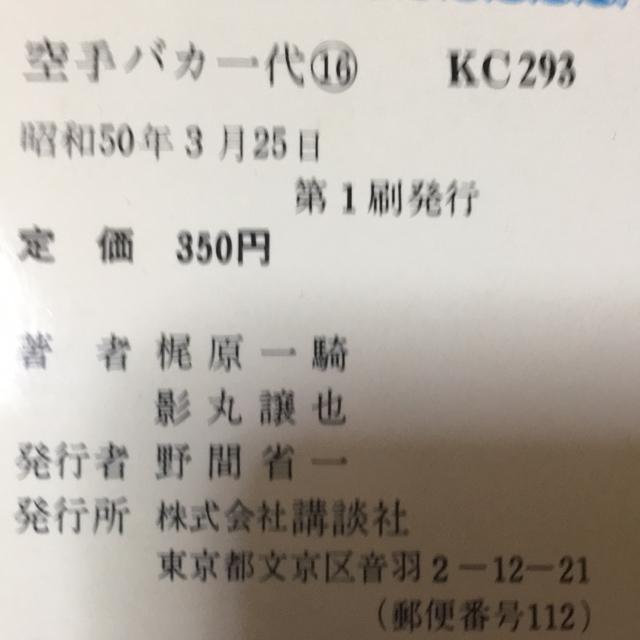 空手バカ一代⑯ KC293
昭和50年3月25日
第1刷発行
定価 350円
著者 梶原一騎
影丸譲也
発行者 野間省一
発行所 株式会社講談社
東京都文京区音羽2-12-21
(郵便番号112)